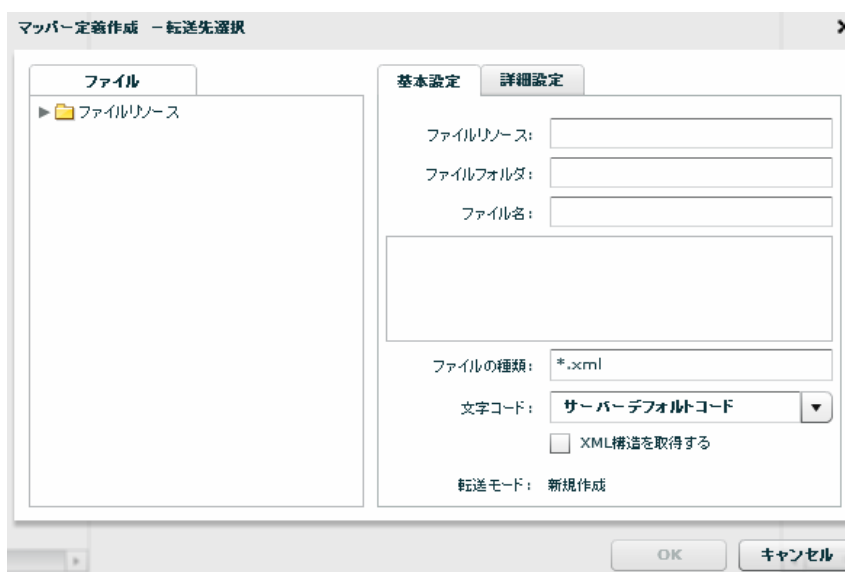 マッパー定義作成 －転送先選択
ファイル
ファイルリソース
基本設定
詳細設定
ファイルリソース:
ファイルフォルダ:
ファイル名:
ファイルの種類: *.xml
文字コード: サーバーデフォルトコード
XML構造を取得する
転送モード: 新規作成
OK
キャンセル